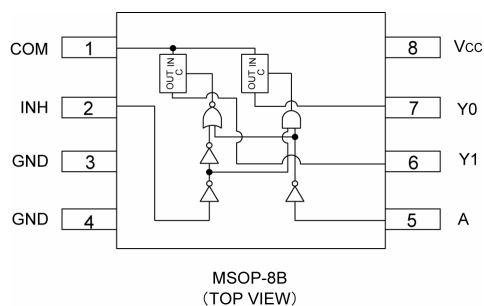 COM 1
INH 2
GND 3
GND 4
8 Vcc
7 Y0
6 Y1
5 A
OUT IN
C
OUT IN
C
MSOP-8B
(TOP VIEW)